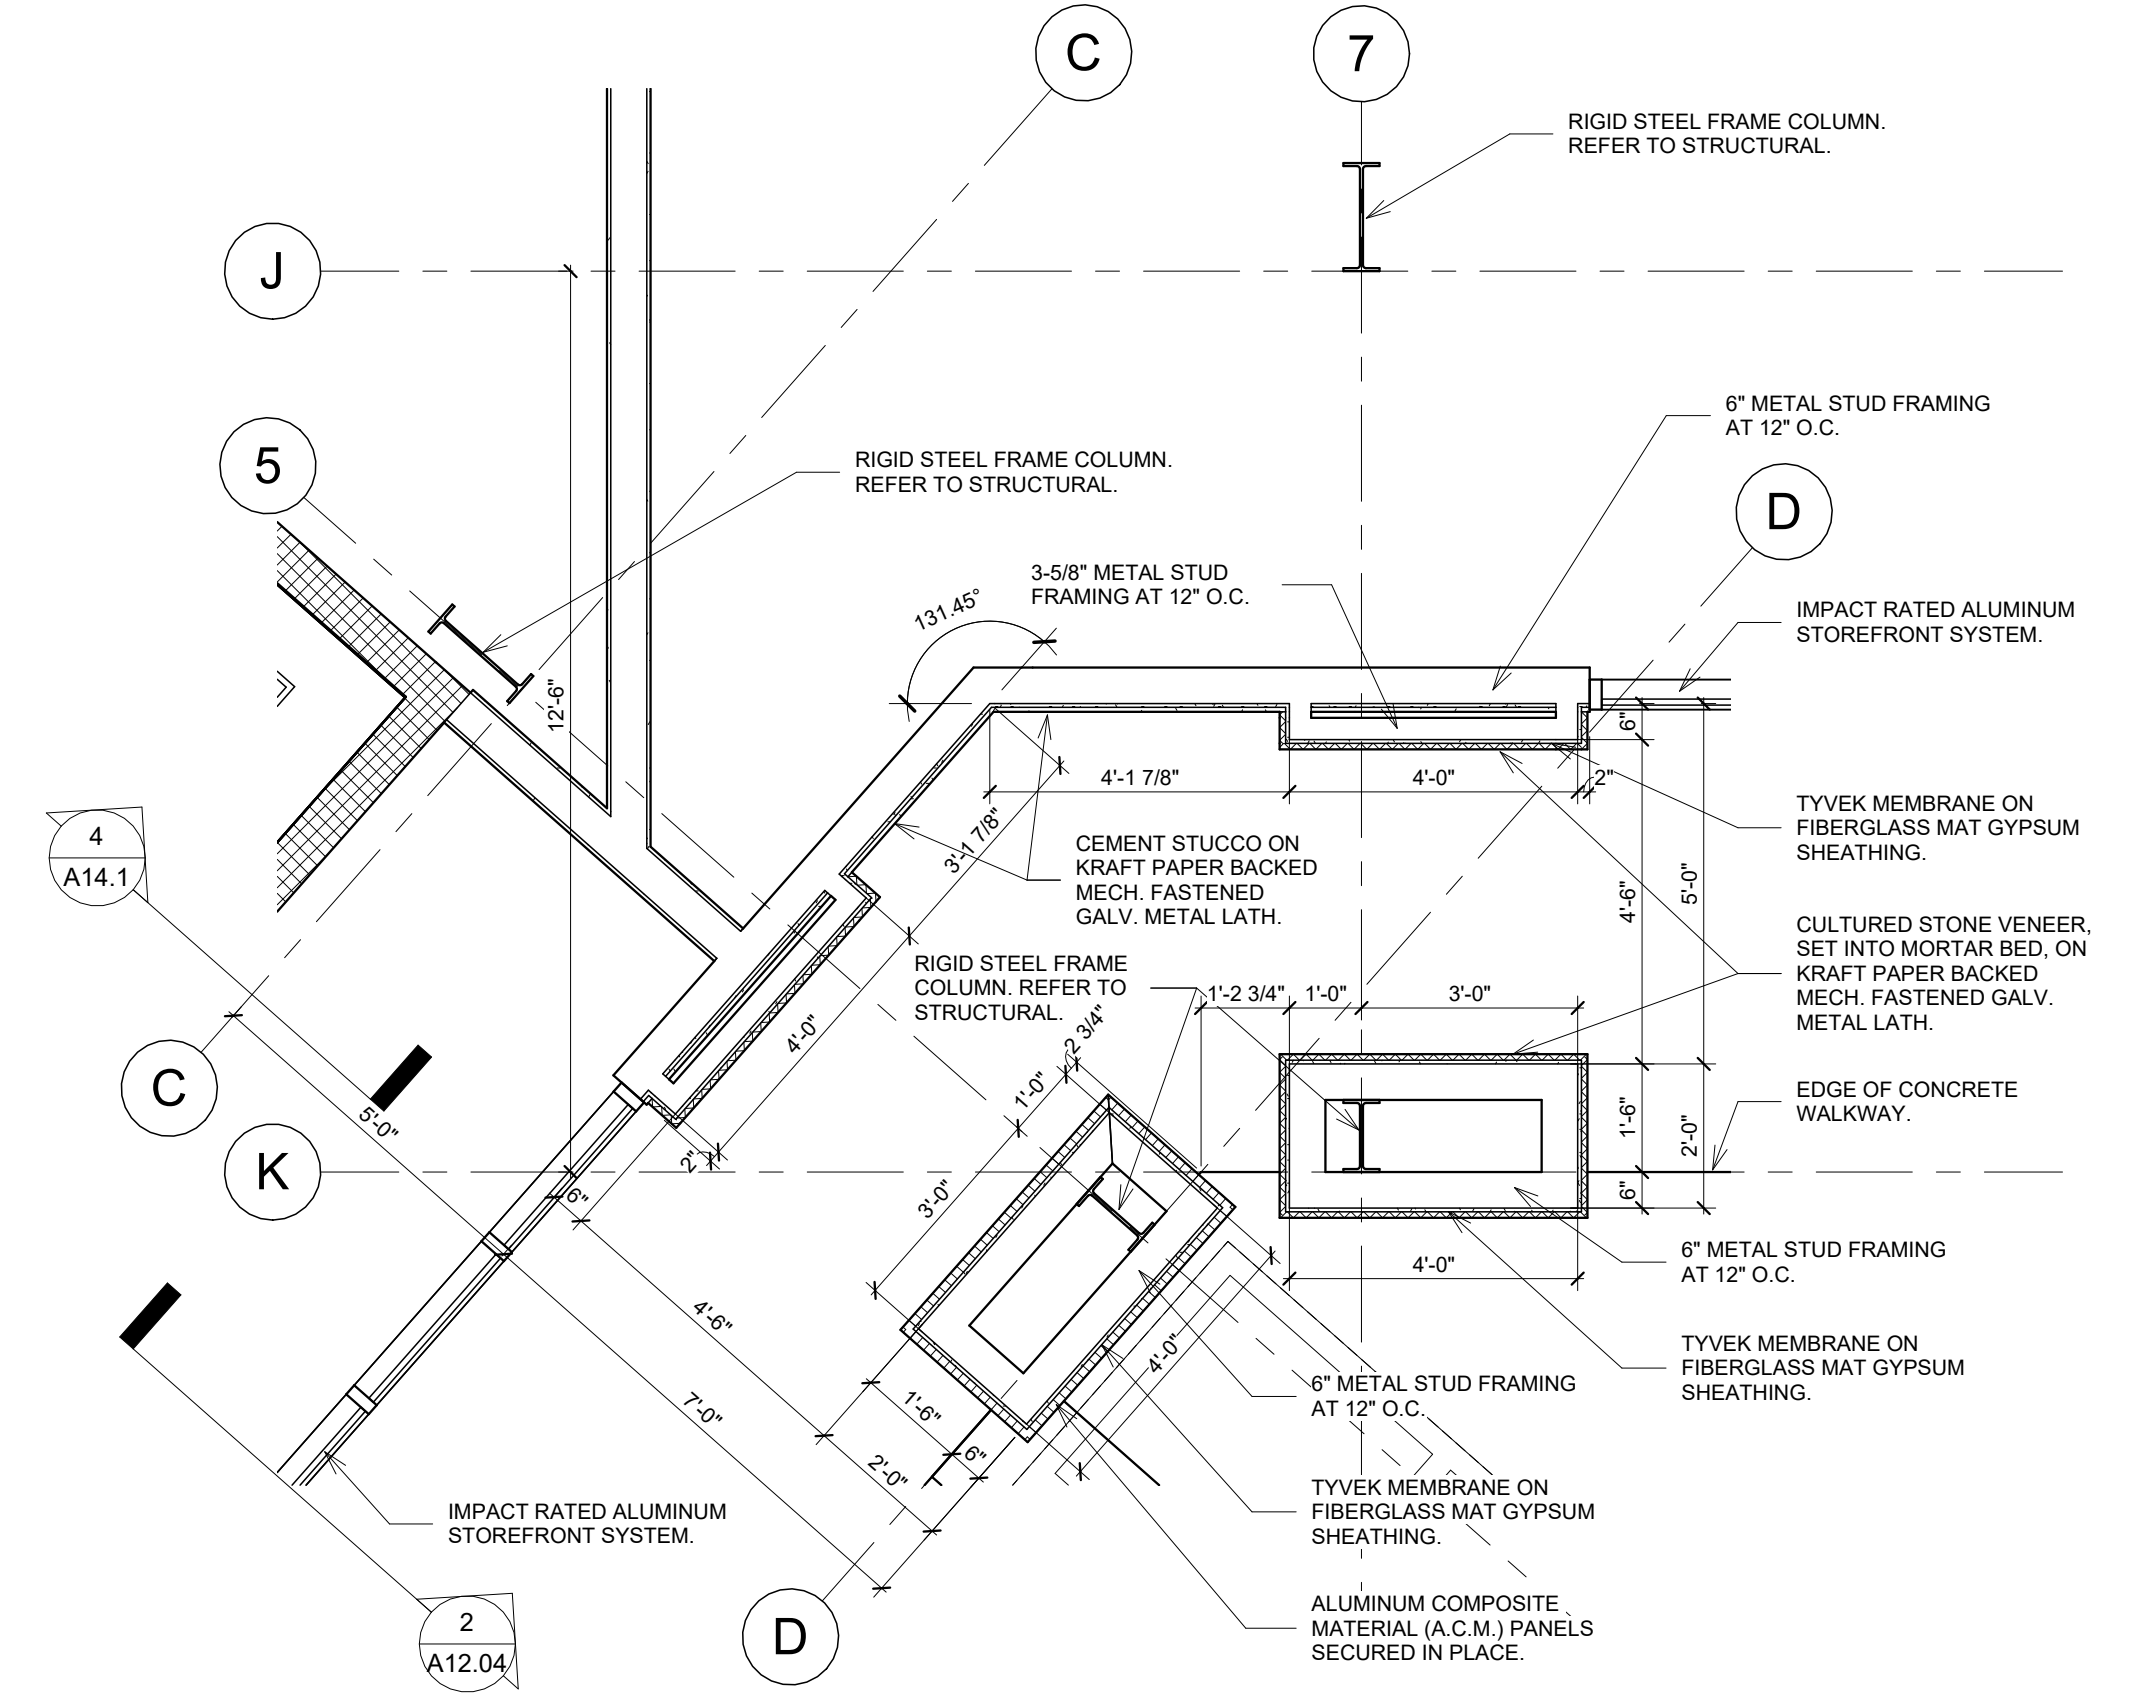 C
7
RIGID STEEL FRAME COLUMN.
REFER TO STRUCTURAL.
J
6" METAL STUD FRAMING
AT 12" O.C.
5
RIGID STEEL FRAME COLUMN.
REFER TO STRUCTURAL.
D
3-5/8" METAL STUD
FRAMING AT 12" O.C.
131.45°
IMPACT RATED ALUMINUM
STOREFRONT SYSTEM.
12'-6"
6"
4'-1 7/8"
4'-0"
2"
TYVEK MEMBRANE ON
FIBERGLASS MAT GYPSUM
SHEATHING.
3'-1 7/8"
CEMENT STUCCO ON
KRAFT PAPER BACKED
MECH. FASTENED
GALV. METAL LATH.
4
A14.1
4'-6"
5'-0"
CULTURED STONE VENEER,
SET INTO MORTAR BED, ON
KRAFT PAPER BACKED
MECH. FASTENED GALV.
METAL LATH.
RIGID STEEL FRAME
COLUMN. REFER TO
STRUCTURAL.
1'-2 3/4"
1'-0"
3'-0"
4'-0"
2 3/4"
1'-0"
C
5'-0"
EDGE OF CONCRETE
WALKWAY.
1'-6"
2'-0"
2"
K
6"
3'-0"
6"
6" METAL STUD FRAMING
AT 12" O.C.
4'-0"
4'-6"
4'-0"
TYVEK MEMBRANE ON
FIBERGLASS MAT GYPSUM
SHEATHING.
6" METAL STUD FRAMING
AT 12" O.C.
7'-0"
1'-6"
6"
2'-0"
TYVEK MEMBRANE ON
FIBERGLASS MAT GYPSUM
SHEATHING.
IMPACT RATED ALUMINUM
STOREFRONT SYSTEM.
ALUMINUM COMPOSITE
MATERIAL (A.C.M.) PANELS
SECURED IN PLACE.
D
2
A12.04